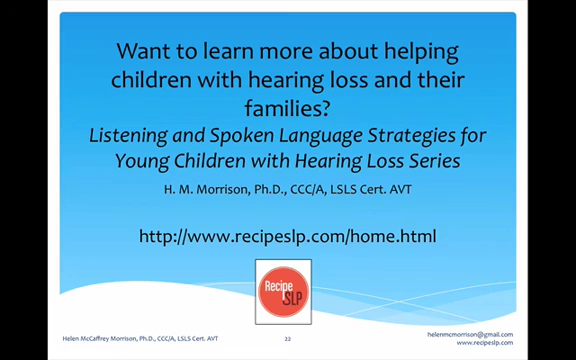 Want to learn more about helping
children with hearing loss and their
families?
Listening and Spoken Language Strategies for
Young Children with Hearing Loss Series
H. M. Morrison, Ph.D., CCC/A, LSLS Cert. AVT
http://www.recipeslp.com/home.html
Recipe
SLP
Helen McCaffrey Morrison, Ph.D., CCC/A, LSLS Cert. AVT
22
helenmcmorrison@gmail.com
www.recipeslp.com